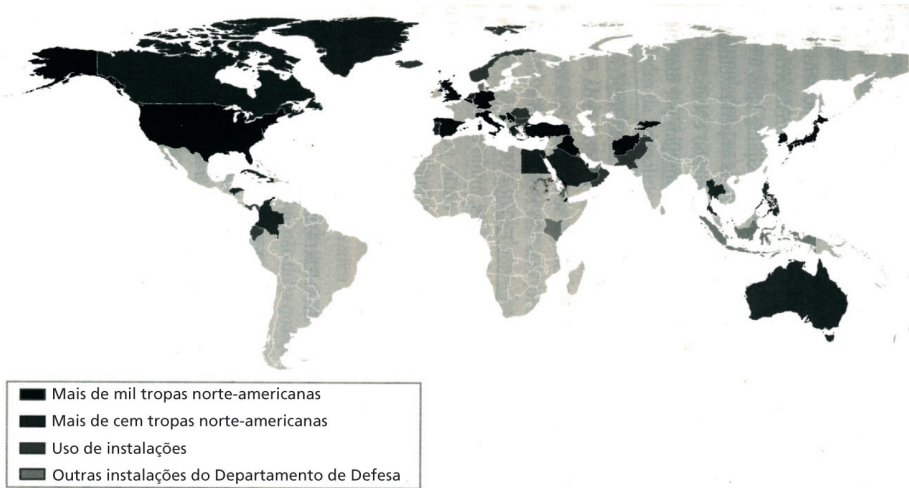 Mais de mil tropas norte-americanas
Mais de cem tropas norte-americanas
Uso de instalações
Outras instalações do Departamento de Defesa